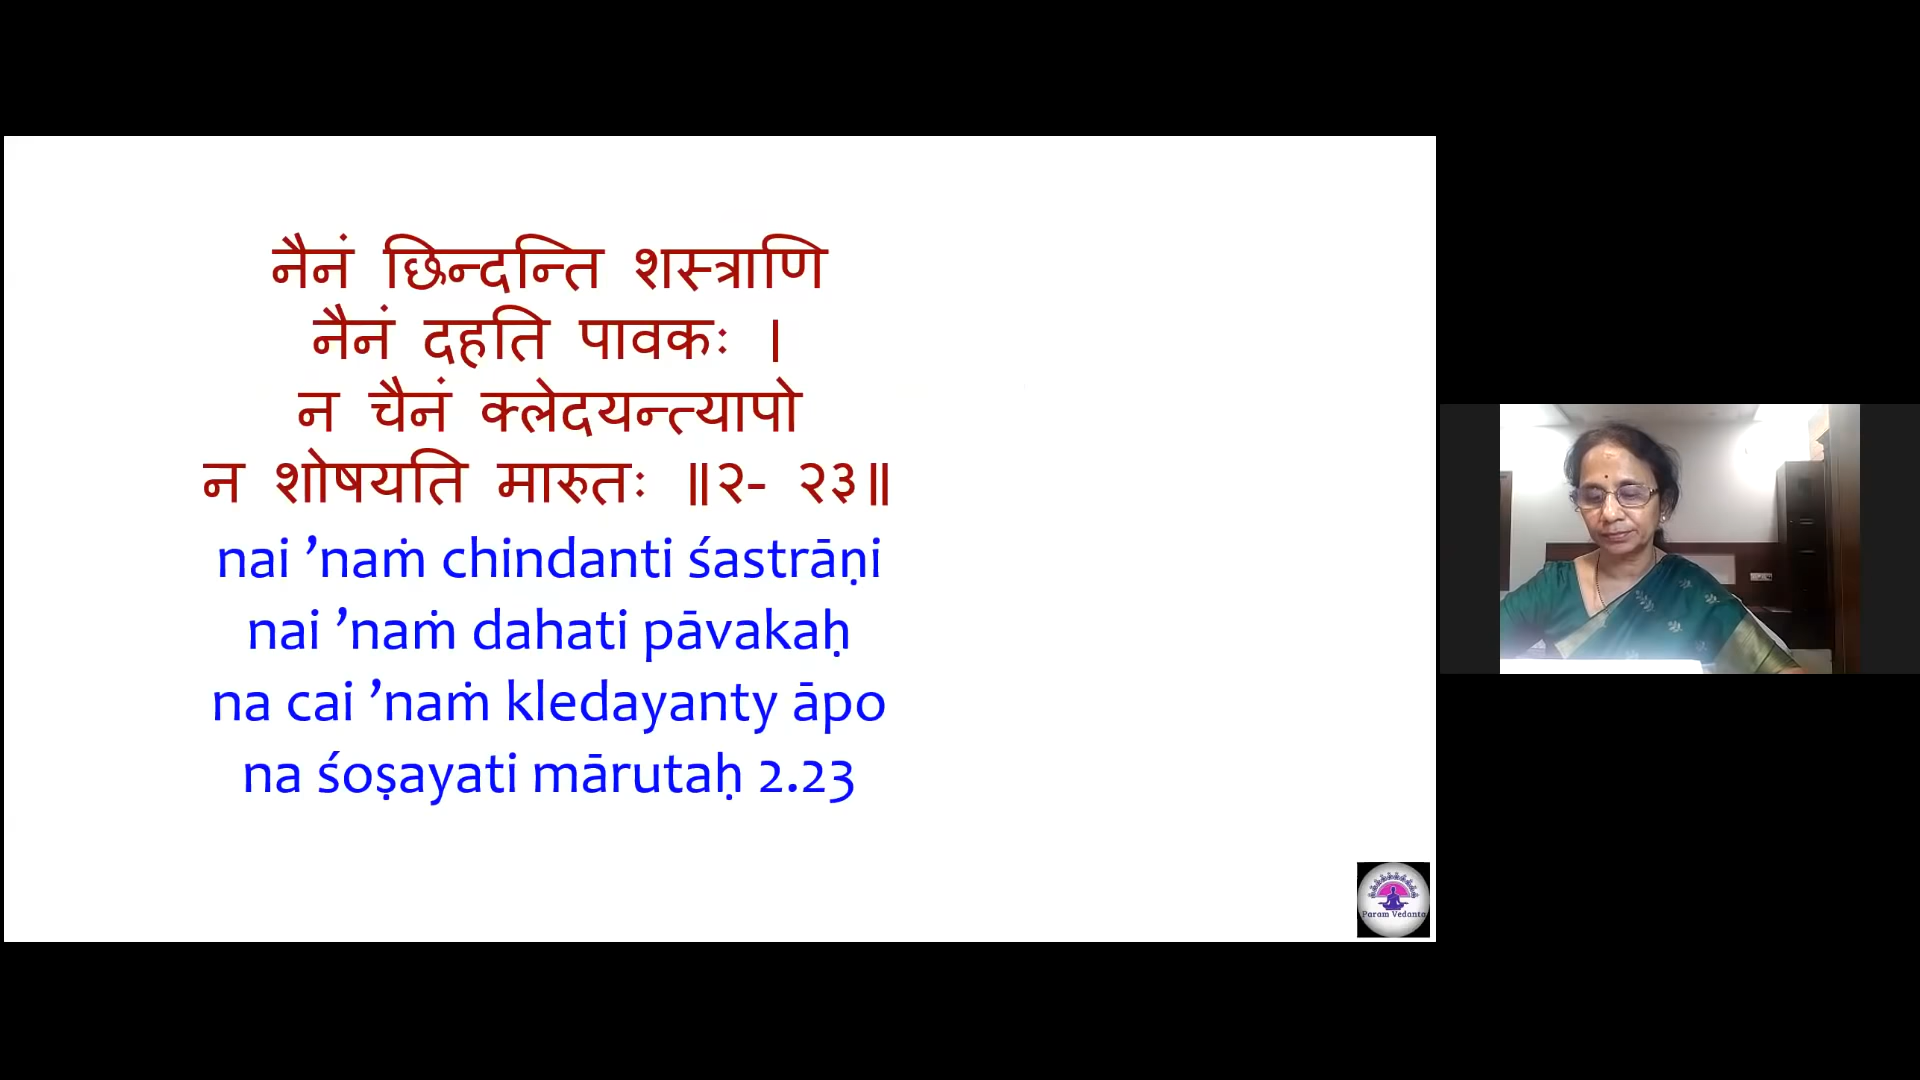 नैनं छिन्दन्ति शस्त्राणि
नैनं दहति पावकः ।
न चैनं क्लेदयन्त्यापो
न शोषयति मारुतः ॥२- २३॥
nai ’naṁ chindanti śastrāṇi
nai ’naṁ dahati pāvakaḥ
na cai ’naṁ kledayanty āpo
na śoṣayati mārutaḥ 2.23
Param Vedanta